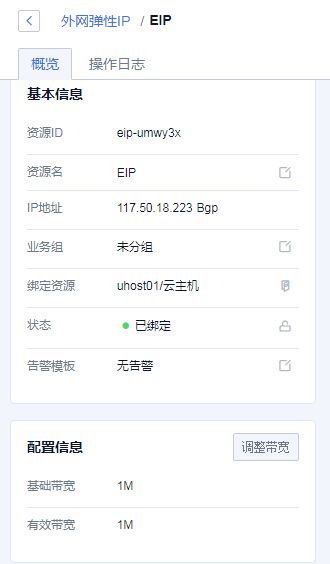 外网弹性IP / EIP
概览 操作日志
基本信息
资源ID eip-umwy3x
资源名 EIP
IP地址 117.50.18.223 Bgp
业务组 未分组
绑定资源 uhost01/云主机
状态 已绑定
告警模板 无告警
配置信息 调整带宽
基础带宽 1M
有效带宽 1M